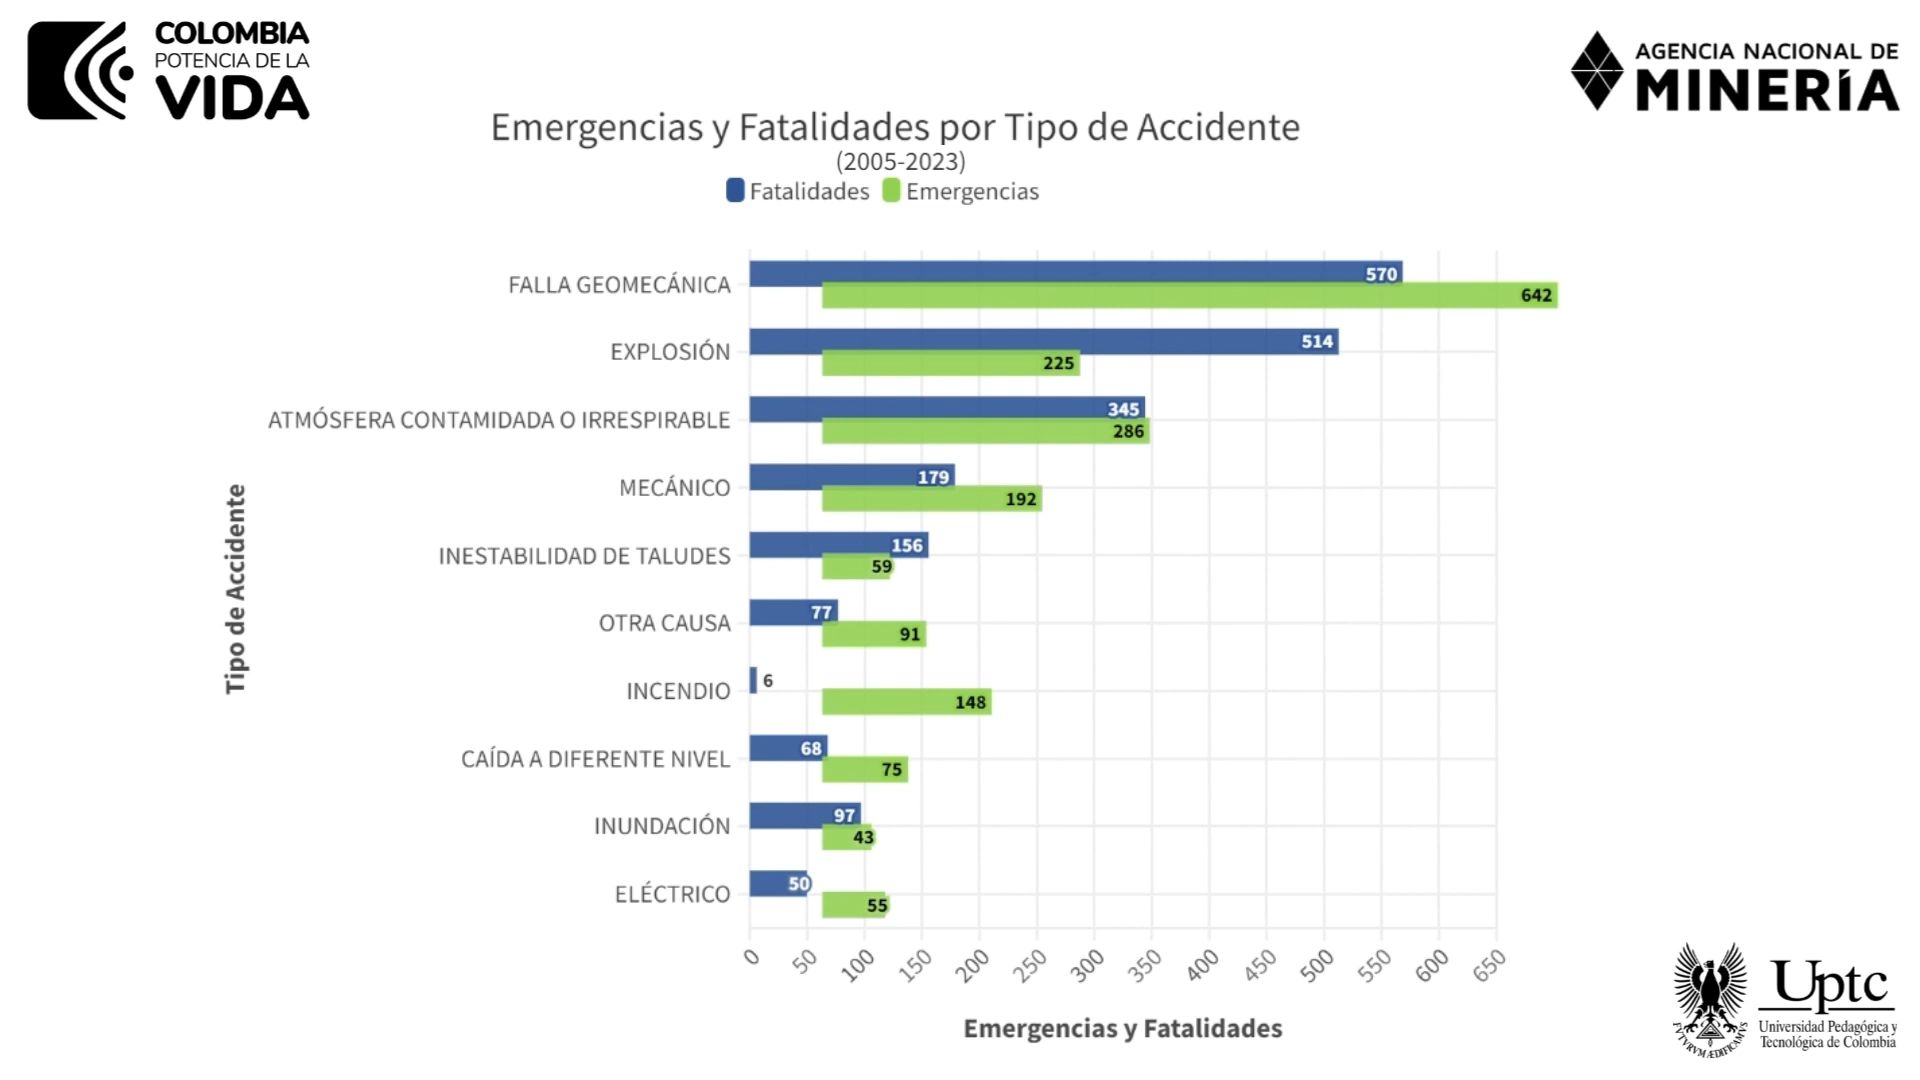 COLOMBIA
POTENCIA DE LA
VIDA
AGENCIA NACIONAL DE
MINERÍA
Emergencias y Fatalidades por Tipo de Accidente
(2005-2023)
Fatalidades Emergencias
FALLA GEOMECÁNICA 570
642
EXPLOSIÓN 514
225
ATMÓSFERA CONTAMIDADA O IRRESPIRABLE 345
286
MECÁNICO 179
192
INESTABILIDAD DE TALUDES 156
59
OTRA CAUSA 77
91
INCENDIO 6
148
CAÍDA A DIFERENTE NIVEL 68
75
INUNDACIÓN 97
43
ELÉCTRICO 50
55
Tipo de Accidente
0 50 100 150 200 250 300 350 400 450 500 550 600 650
Emergencias y Fatalidades
Uptc
Universidad Pedagógica y
Tecnológica de Colombia